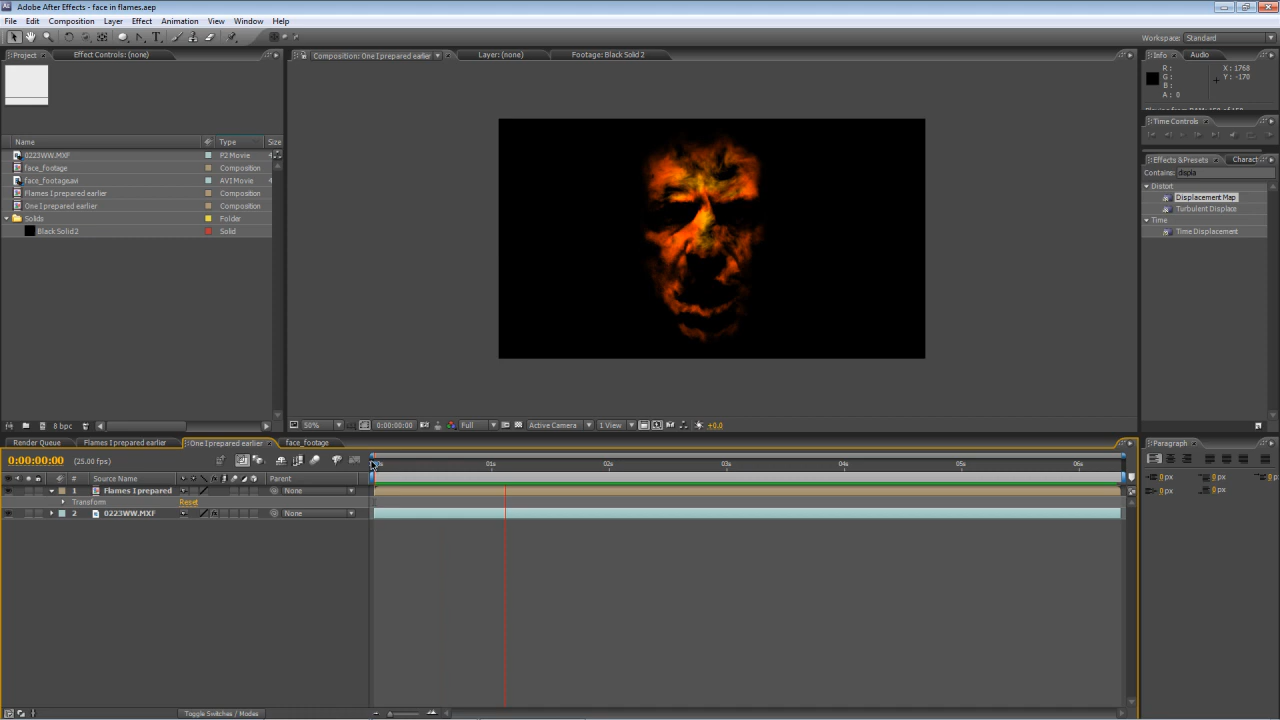 Adobe After Effects - face in flames.aep
File Edit Composition Layer Effect Animation View Window Help
Workspace: Standard
Project Effect Controls: (none)
Composition: One I prepared earlier Layer: (none) Footage: Black Solid 2
Info Audio
R : X : 1768
G : Y : -170
B :
A : 0
Time Controls
Name Type Size
0223WW.MXF P2 Movie
face_footage Composition
face_footage.avi AVI Movie
Flames I prepared earlier Composition
One I prepared earlier Composition
Solids Folder
Black Solid 2 Solid
Effects & Presets Charact
Contains: displa
Distort
Displacement Map
Turbulent Displace
Time
Time Displacement
8 bpc
50% 0:00:00:00 Full Active Camera 1 View +0.0
Render Queue Flames I prepared earlier One I prepared earlier face_footage
0:00:00:00 (25.00 fps)
01s 02s 03s 04s 05s 06s
# Source Name Parent
1 Flames I prepared None
Transform Reset
2 0223WW.MXF None
Toggle Switches / Modes
Paragraph
0 px 0 px 0 p
0 px 0 px